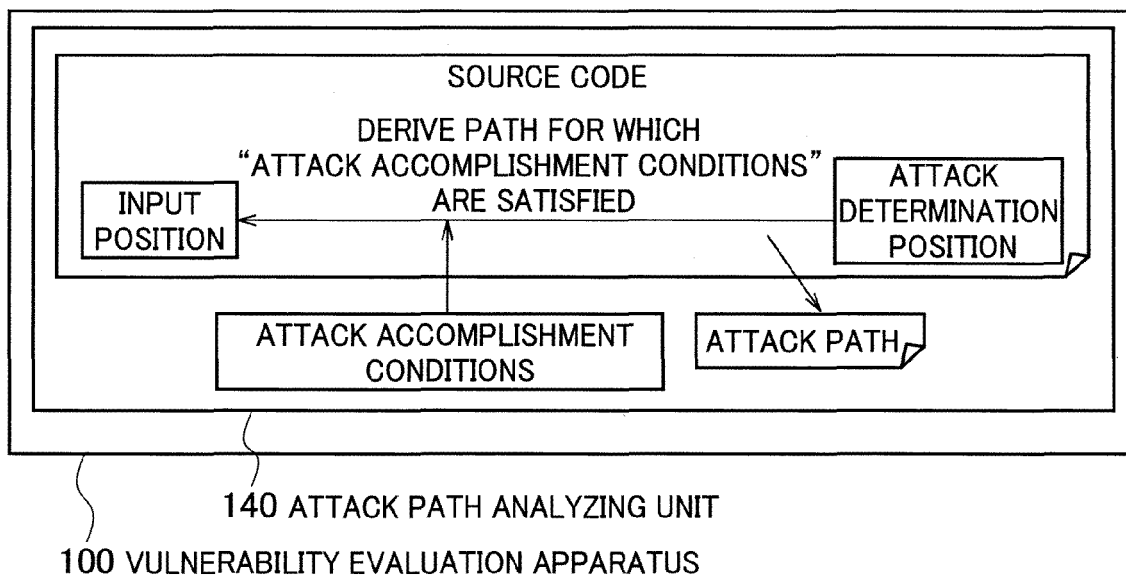 SOURCE CODE
DERIVE PATH FOR WHICH
“ATTACK ACCOMPLISHMENT CONDITIONS”
ARE SATISFIED
INPUT
POSITION
ATTACK
DETERMINATION
POSITION
ATTACK ACCOMPLISHMENT
CONDITIONS
ATTACK PATH
140 ATTACK PATH ANALYZING UNIT
100 VULNERABILITY EVALUATION APPARATUS